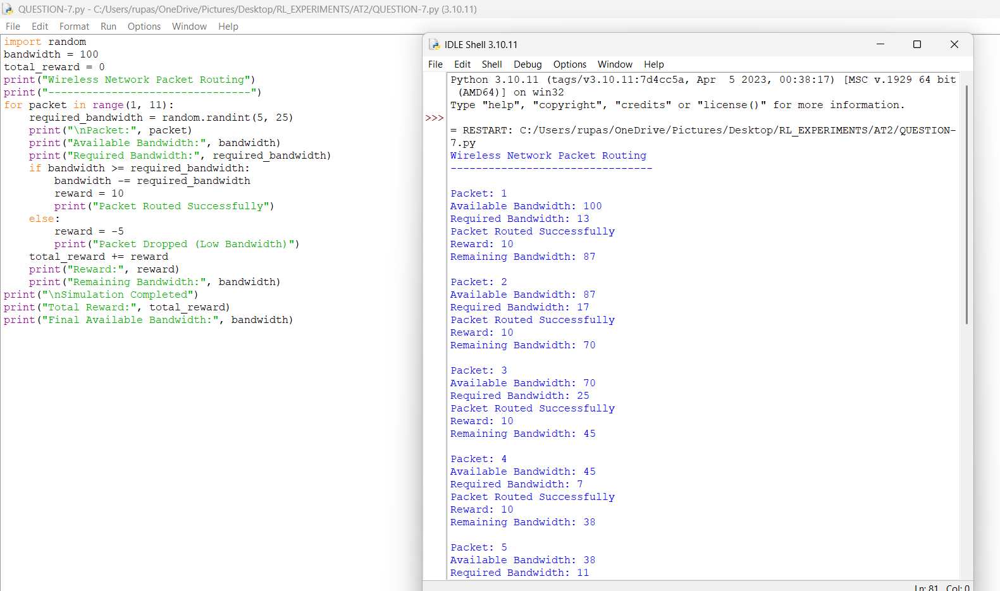 QUESTION-7.py - C:/Users/rupas/OneDrive/Pictures/Desktop/RL_EXPERIMENTS/AT2/QUESTION-7.py (3.10.11)
File Edit Format Run Options Window Help
import random
bandwidth = 100
total_reward = 0
print("Wireless Network Packet Routing")
print("--------------------------------")
for packet in range(1, 11):
    required_bandwidth = random.randint(5, 25)
    print("\nPacket:", packet)
    print("Available Bandwidth:", bandwidth)
    print("Required Bandwidth:", required_bandwidth)
    if bandwidth >= required_bandwidth:
        bandwidth -= required_bandwidth
        reward = 10
        print("Packet Routed Successfully")
    else:
        reward = -5
        print("Packet Dropped (Low Bandwidth)")
    total_reward += reward
    print("Reward:", reward)
    print("Remaining Bandwidth:", bandwidth)
print("\nSimulation Completed")
print("Total Reward:", total_reward)
print("Final Available Bandwidth:", bandwidth)
IDLE Shell 3.10.11
File Edit Shell Debug Options Window Help
Python 3.10.11 (tags/v3.10.11:7d4cc5a, Apr  5 2023, 00:38:17) [MSC v.1929 64 bit
 (AMD64)] on win32
Type "help", "copyright", "credits" or "license()" for more information.
>>>
= RESTART: C:/Users/rupas/OneDrive/Pictures/Desktop/RL_EXPERIMENTS/AT2/QUESTION-
7.py
Wireless Network Packet Routing
--------------------------------
Packet: 1
Available Bandwidth: 100
Required Bandwidth: 13
Packet Routed Successfully
Reward: 10
Remaining Bandwidth: 87
Packet: 2
Available Bandwidth: 87
Required Bandwidth: 17
Packet Routed Successfully
Reward: 10
Remaining Bandwidth: 70
Packet: 3
Available Bandwidth: 70
Required Bandwidth: 25
Packet Routed Successfully
Reward: 10
Remaining Bandwidth: 45
Packet: 4
Available Bandwidth: 45
Required Bandwidth: 7
Packet Routed Successfully
Reward: 10
Remaining Bandwidth: 38
Packet: 5
Available Bandwidth: 38
Required Bandwidth: 11
Ln: 81 Col: 0